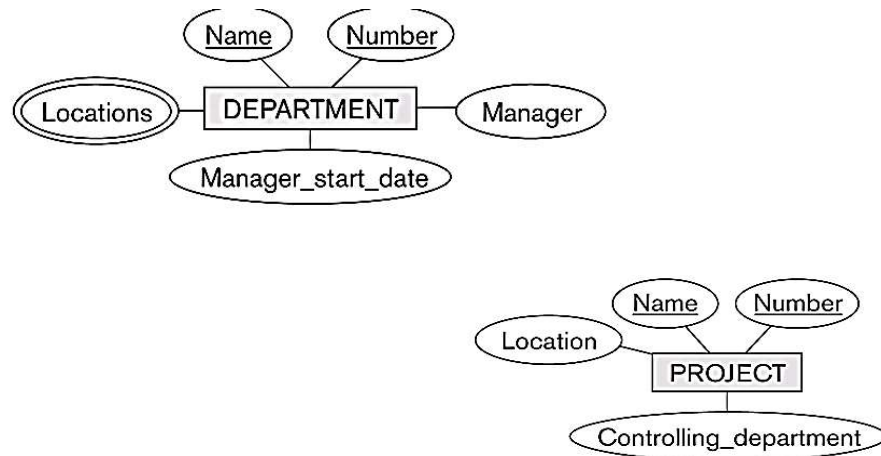 Name Number
Locations DEPARTMENT Manager
Manager_start_date
Name Number
Location
PROJECT
Controlling_department